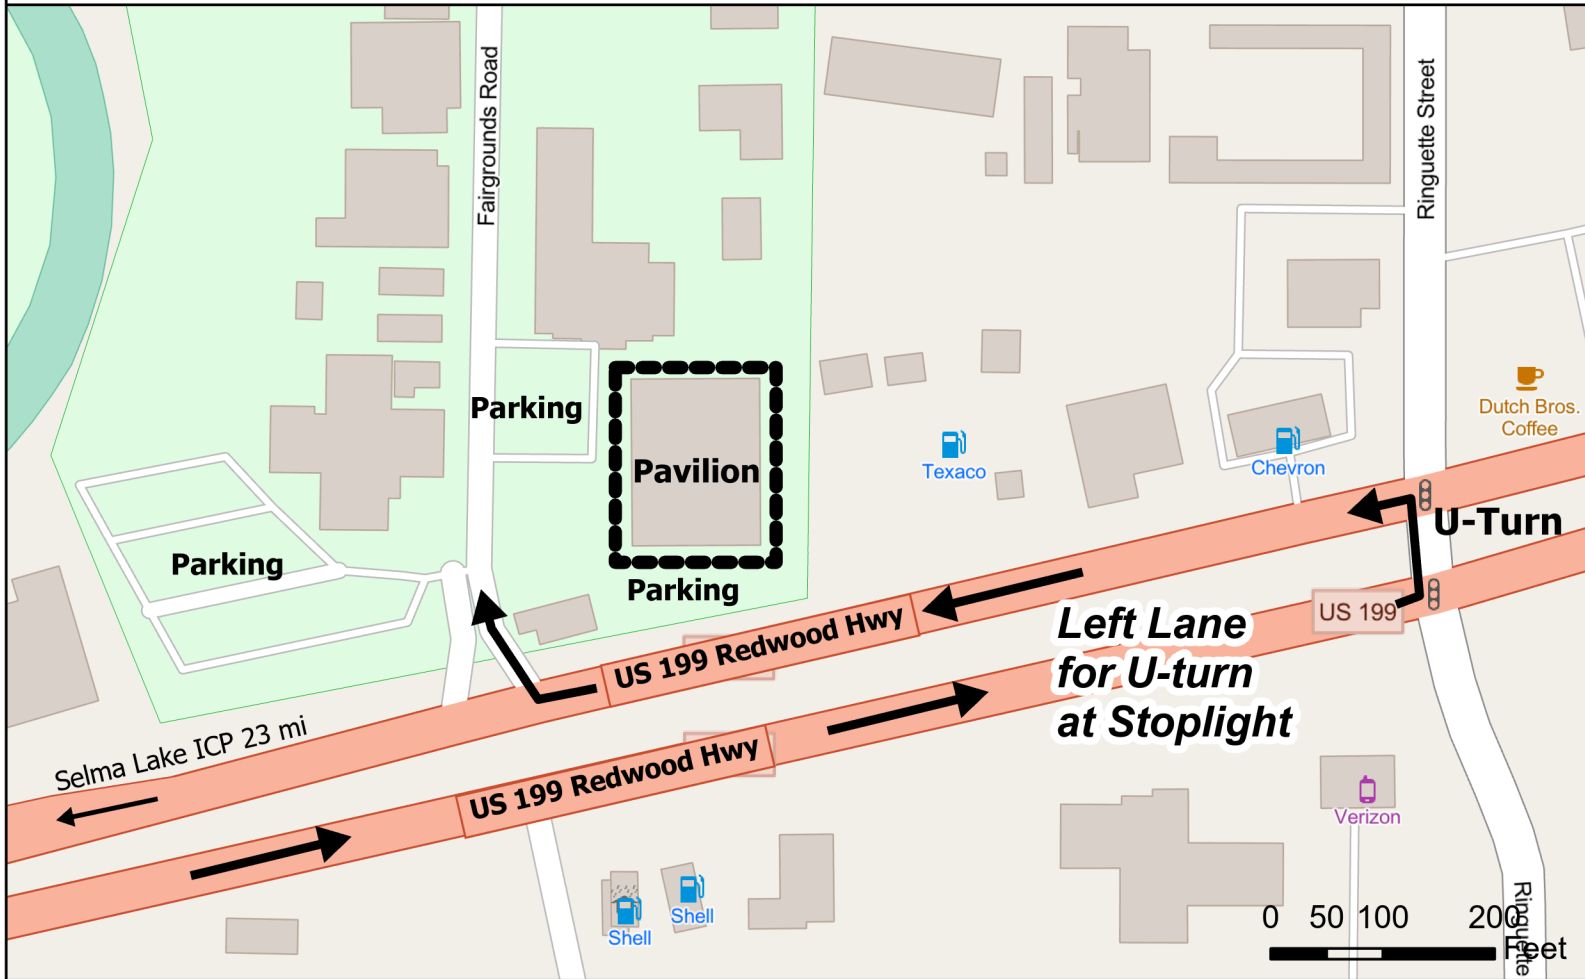 Fairgrounds Road
Ringuette Street
Parking
Pavilion
Parking
Parking
Texaco
Chevron
Dutch Bros.
Coffee
U-Turn
US 199
US 199 Redwood Hwy
Left Lane
for U-turn
at Stoplight
Selma Lake ICP 23 mi
US 199 Redwood Hwy
Verizon
Shell
Shell
0 50 100 200
Feet
Ringuette